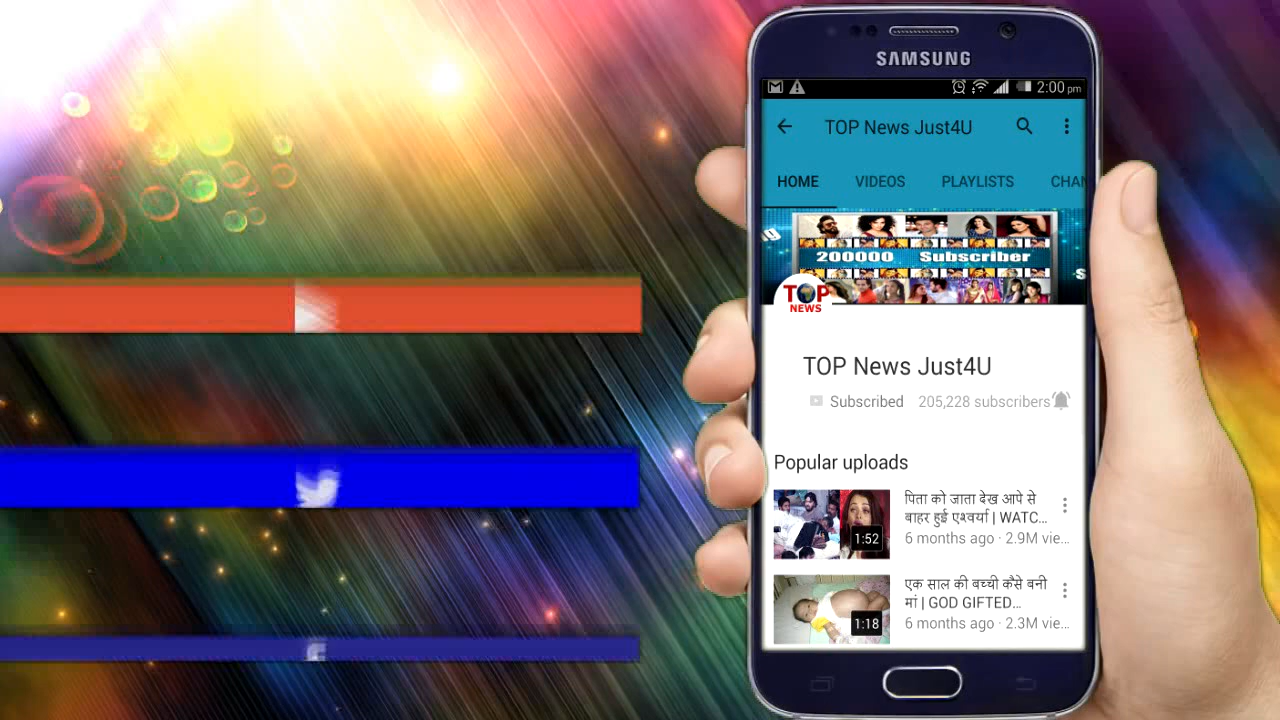 SAMSUNG
2:00 pm
TOP News Just4U
HOME VIDEOS PLAYLISTS CHAN
200000 Subscriber
TOP
NEWS
TOP News Just4U
Subscribed 205,228 subscribers
Popular uploads
पिता को जाता देख आपे से
बाहर हुई एश्वर्या | WATC...
6 months ago · 2.9M vie...
1:52
एक साल की बच्ची कैसे बनी
मां | GOD GIFTED...
6 months ago · 2.3M vie...
1:18